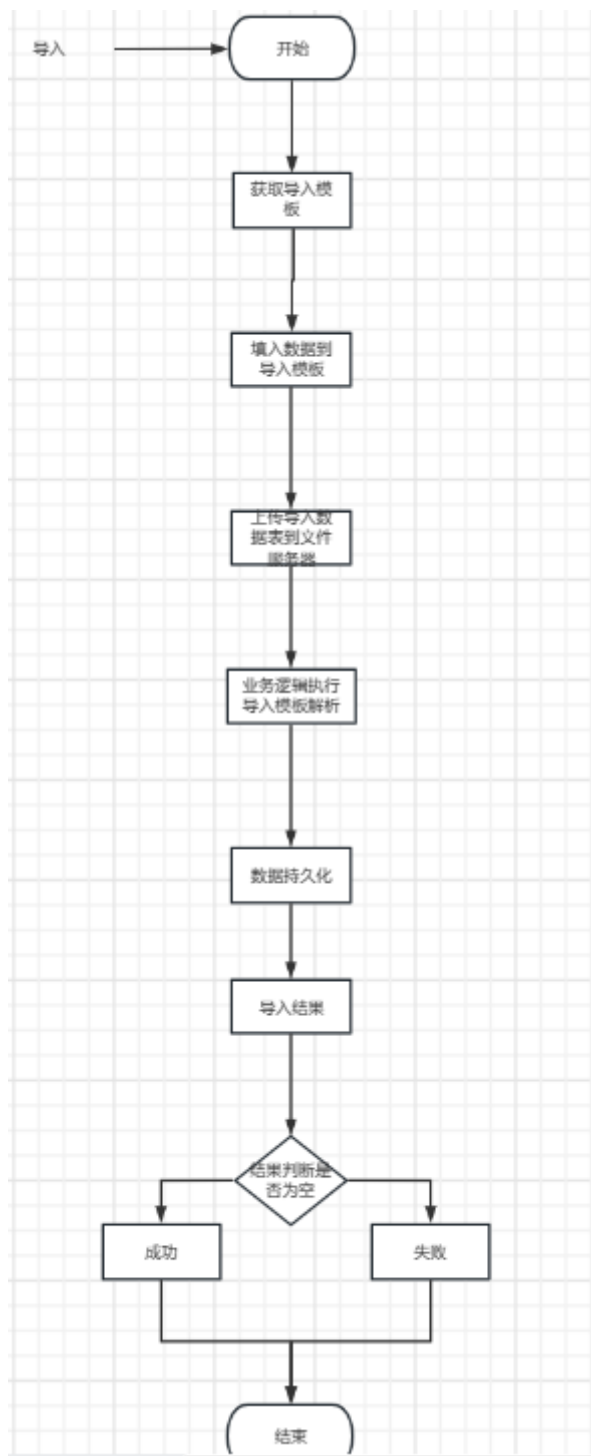 导入
开始
获取导入模
板
填入数据到
导入模板
上传导入数
据表到文件
服务器
业务逻辑执行
导入模板解析
数据持久化
导入结果
结果判断是
否为空
成功
失败
结束